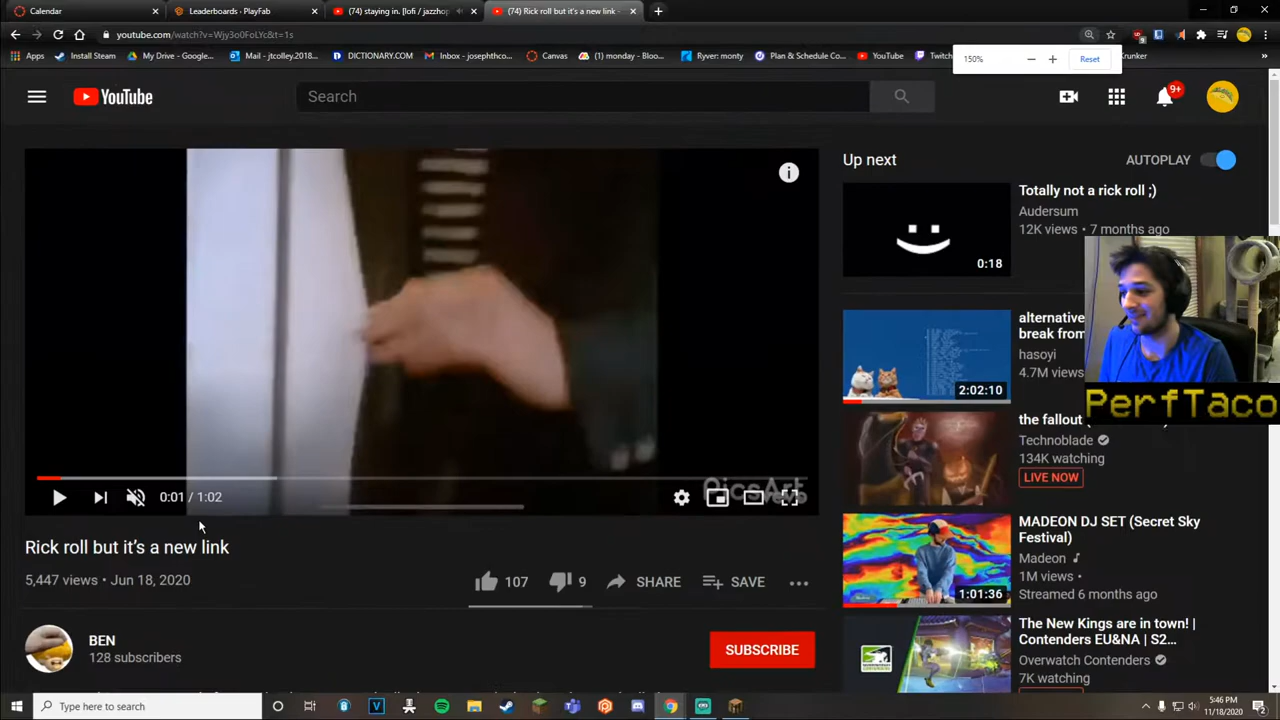 Calendar
Leaderboards - PlayFab
(74) staying in. [lofi / jazzhop
(74) Rick roll but it's a new link -
youtube.com/watch?v=Wjy3o0FoLYc&t=1s
9
Apps
Install Steam
My Drive - Google...
Mail - jtcolley.2018...
DICTIONARY.COM
Inbox - josephthco...
Canvas
(1) monday - Bloo...
Ryver: monty
Plan & Schedule Co...
YouTube
Twitch
Krunker
150%
Reset
YouTube
Search
9+
Up next
AUTOPLAY
Totally not a rick roll ;)
Audersum
12K views • 7 months ago
0:18
alternative
break from
hasoyi
4.7M views
2:02:10
PerfTaco
the fallout
Technoblade
134K watching
LIVE NOW
PicsArt
0:01 / 1:02
Rick roll but it's a new link
5,447 views • Jun 18, 2020
107
9
SHARE
SAVE
MADEON DJ SET (Secret Sky
Festival)
Madeon
1M views •
Streamed 6 months ago
1:01:36
BEN
128 subscribers
SUBSCRIBE
The New Kings are in town! |
Contenders EU&NA | S2...
Overwatch Contenders
7K watching
Type here to search
5:46 PM
11/18/2020
2